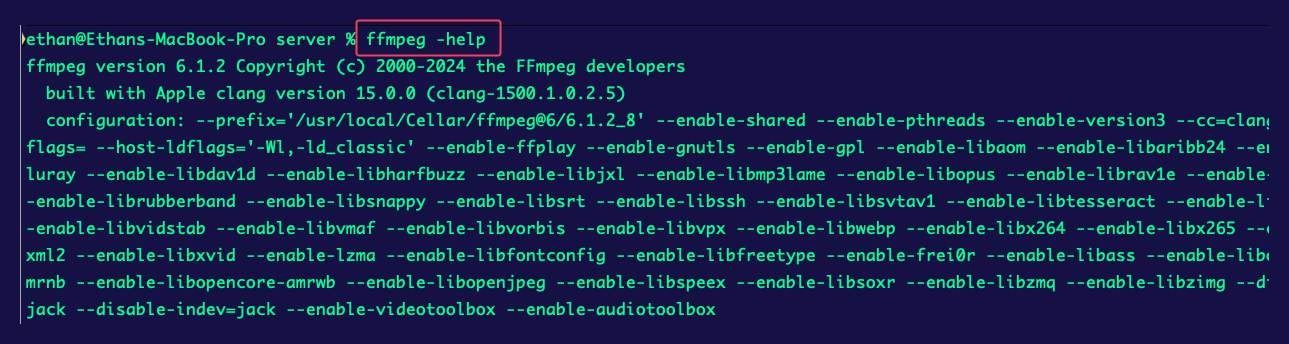 ethan@Ethans-MacBook-Pro server % ffmpeg -help
ffmpeg version 6.1.2 Copyright (c) 2000-2024 the FFmpeg developers
built with Apple clang version 15.0.0 (clang-1500.1.0.2.5)
configuration: --prefix='/usr/local/Cellar/ffmpeg@6/6.1.2_8' --enable-shared --enable-pthreads --enable-version3 --cc=clang
flags= --host-ldflags='-Wl,-ld_classic' --enable-ffplay --enable-gnutls --enable-gpl --enable-libaom --enable-libaribb24
luray --enable-libdav1d --enable-libharfbuzz --enable-libjxl --enable-libmp3lame --enable-libopus --enable-librav1e --enable-
-enable-librubberband --enable-libsnappy --enable-libsrt --enable-libssh --enable-libsvtav1 --enable-libtesseract
-enable-libvidstab --enable-libvmaf --enable-libvorbis --enable-libvpx --enable-libwebp --enable-libx264 --enable-libx265
xml2 --enable-libxvid --enable-lzma --enable-libfontconfig --enable-libfreetype --enable-frei0r --enable-libass
mrnb --enable-libopencore-amrwb --enable-libopenjpeg --enable-libspeex --enable-libsoxr --enable-libzmq --enable-libzimg
jack --disable-indev=jack --enable-videotoolbox --enable-audiotoolbox